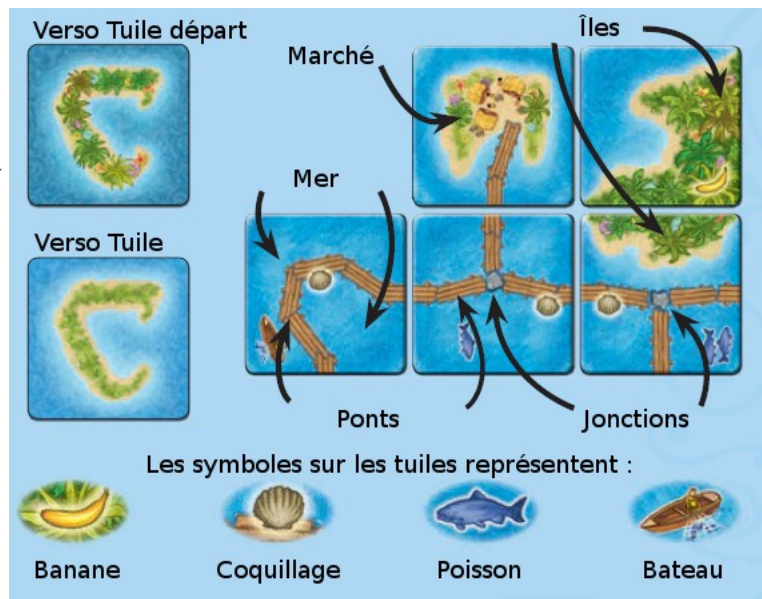 Verso Tuile départ
Îles
Marché
Mer
Verso Tuile
Ponts
Jonctions
Les symboles sur les tuiles représentent :
Banane
Coquillage
Poisson
Bateau